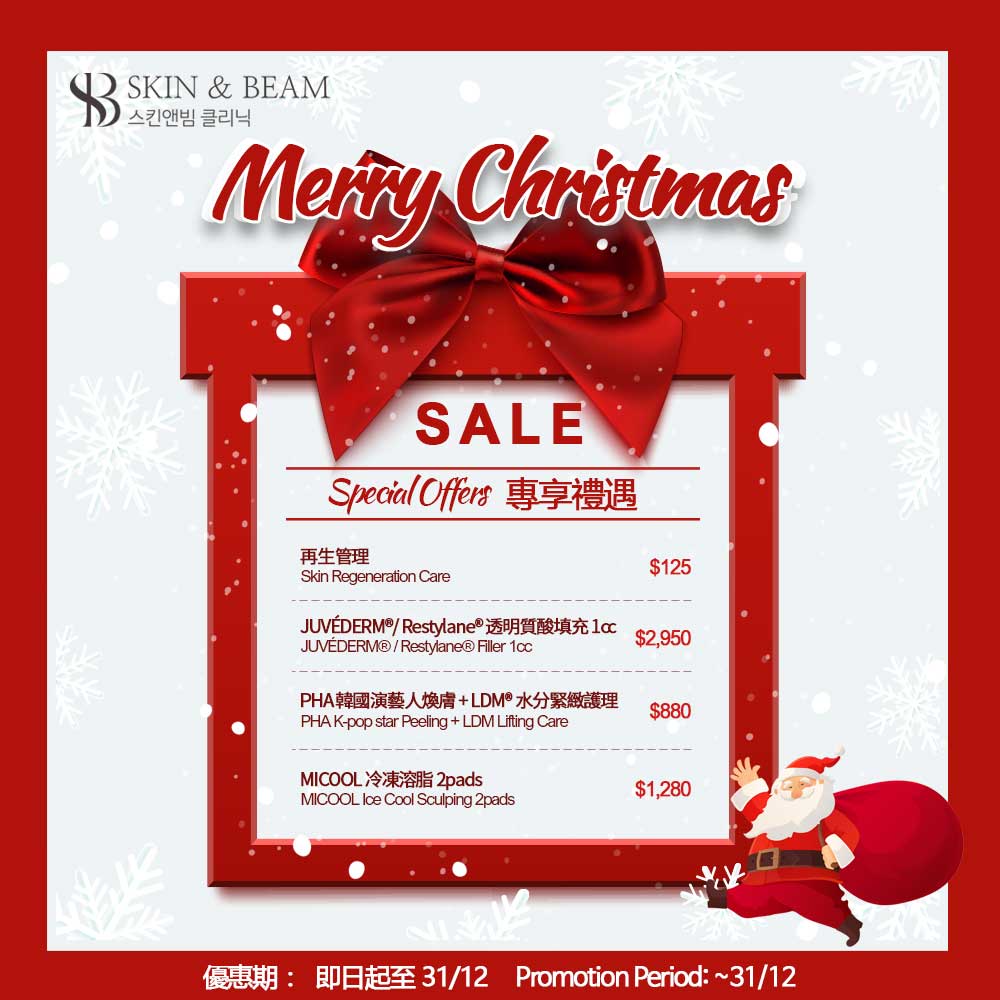 SKIN & BEAM
스킨앤빔 클리닉
Merry Christmas
SALE
Special Offers 專享禮遇
再生管理
Skin Regeneration Care
$125
JUVÉDERM®/ Restylane® 透明質酸填充 1cc
JUVÉDERM® / Restylane® Filler 1cc
$2,950
PHA韓國演藝人煥膚 + LDM® 水分緊緻護理
PHA K-pop star Peeling + LDM Lifting Care
$880
MICOOL 冷凍溶脂 2pads
MICOOL Ice Cool Sculping 2pads
$1,280
優惠期： 即日起至 31/12 Promotion Period: ~31/12